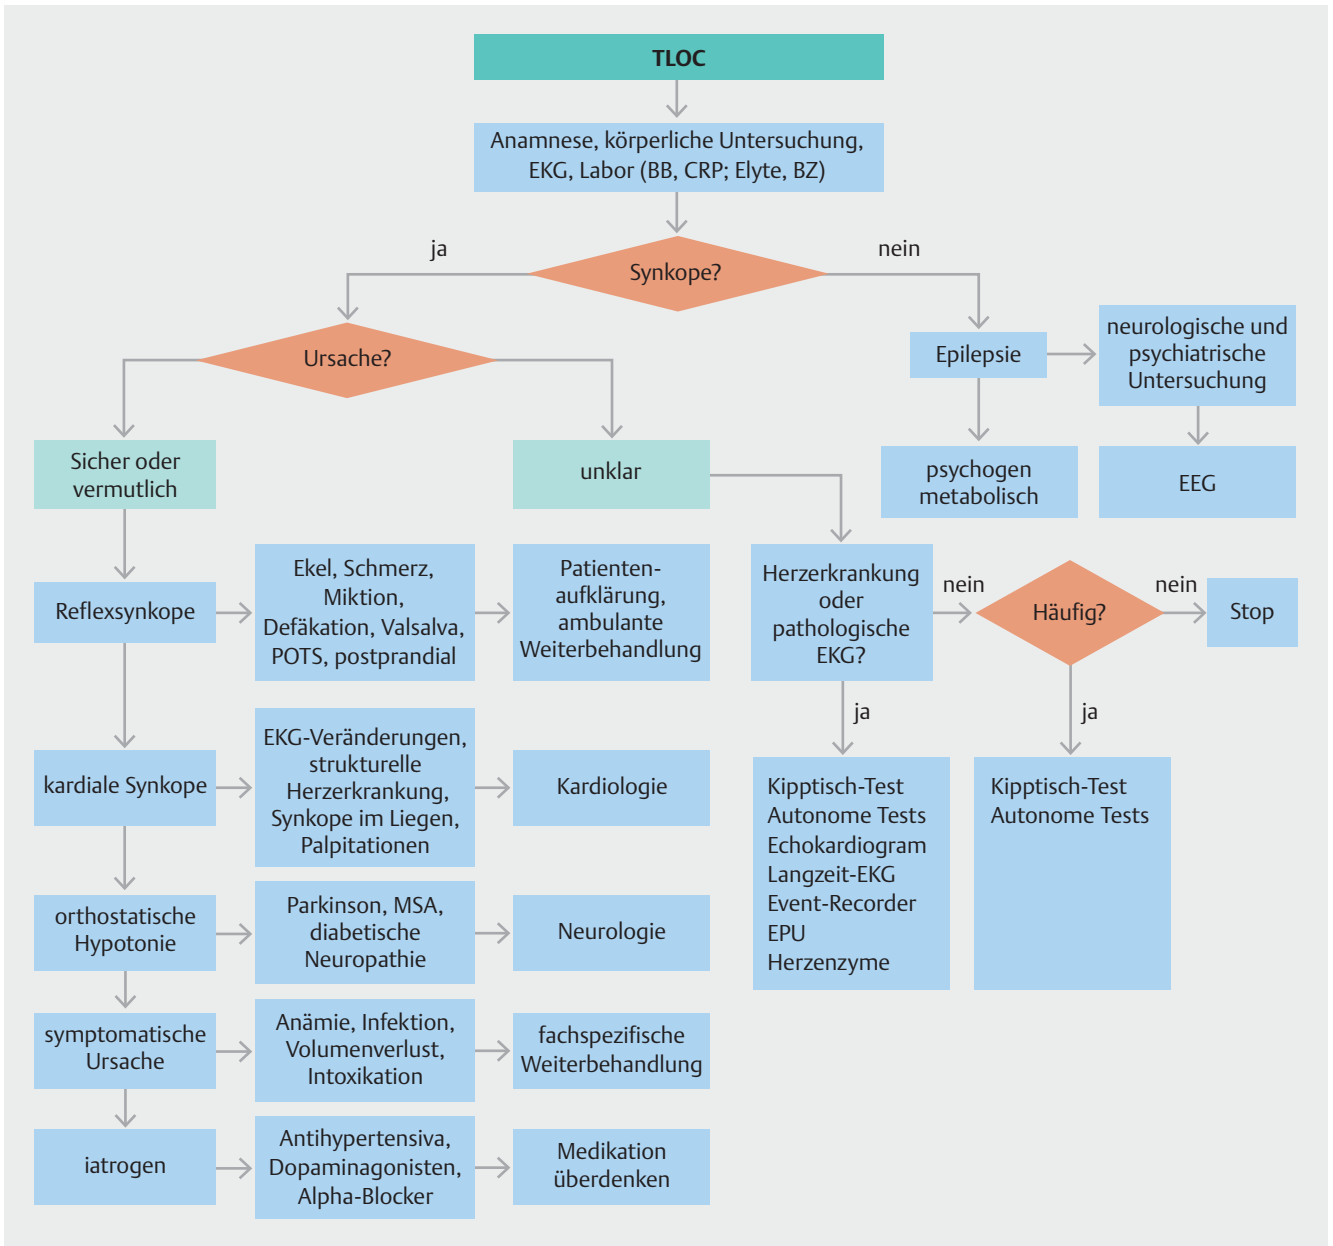 TLOC
Anamnese, körperliche Untersuchung,
EKG, Labor (BB, CRP; Elyte, BZ)
ja
Synkope?
nein
Ursache?
Epilepsie
neurologische und
psychiatrische
Untersuchung
psychogen
metabolisch
EEG
Sicher oder
vermutlich
unklar
Reflexsynkope
Ekel, Schmerz,
Miktion,
Defäkation, Valsalva,
POTS, postprandial
Patienten-
aufklärung,
ambulante
Weiterbehandlung
Herzerkrankung
oder
pathologische
EKG?
nein
Häufig?
nein
Stop
ja
ja
kardiale Synkope
EKG-Veränderungen,
strukturelle
Herzerkrankung,
Synkope im Liegen,
Palpitationen
Kardiologie
Kipptisch-Test
Autonome Tests
Echokardiogram
Langzeit-EKG
Event-Recorder
EPU
Herzenzyme
Kipptisch-Test
Autonome Tests
orthostatische
Hypotonie
Parkinson, MSA,
diabetische
Neuropathie
Neurologie
symptomatische
Ursache
Anämie, Infektion,
Volumenverlust,
Intoxikation
fachspezifische
Weiterbehandlung
iatrogen
Antihypertensiva,
Dopaminagonisten,
Alpha-Blocker
Medikation
überdenken